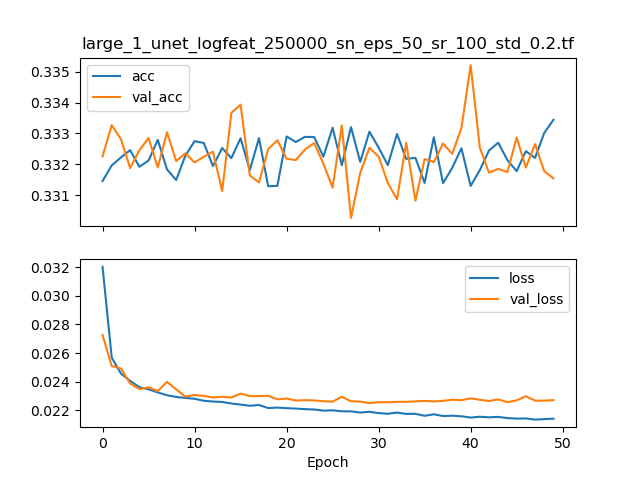 large_1_unet_logfeat_250000_sn_eps_50_sr_100_std_0.2.tf
acc
val_acc
0.335
0.334
0.333
0.332
0.331
loss
val_loss
0.032
0.030
0.028
0.026
0.024
0.022
0 10 20 30 40 50
Epoch